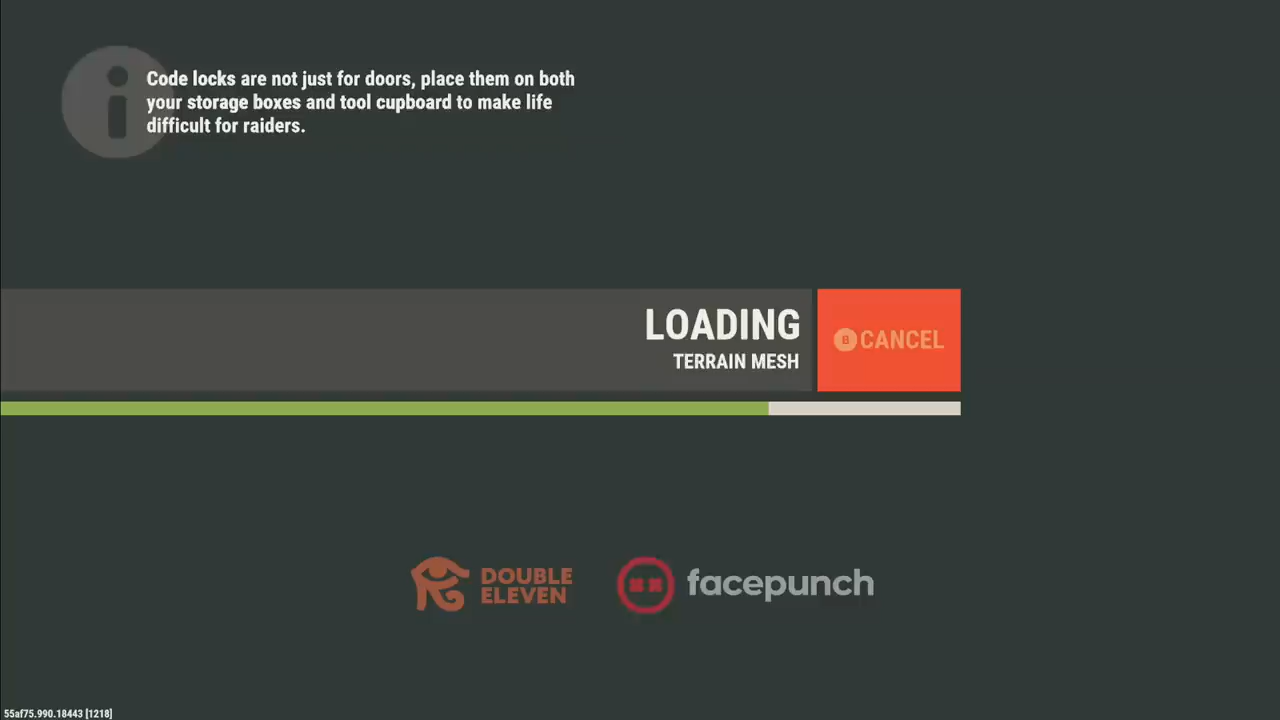 Code locks are not just for doors, place them on both
your storage boxes and tool cupboard to make life
difficult for raiders.
LOADING
TERRAIN MESH
B CANCEL
DOUBLE
ELEVEN
facepunch
55af75.990.18443 [1218]